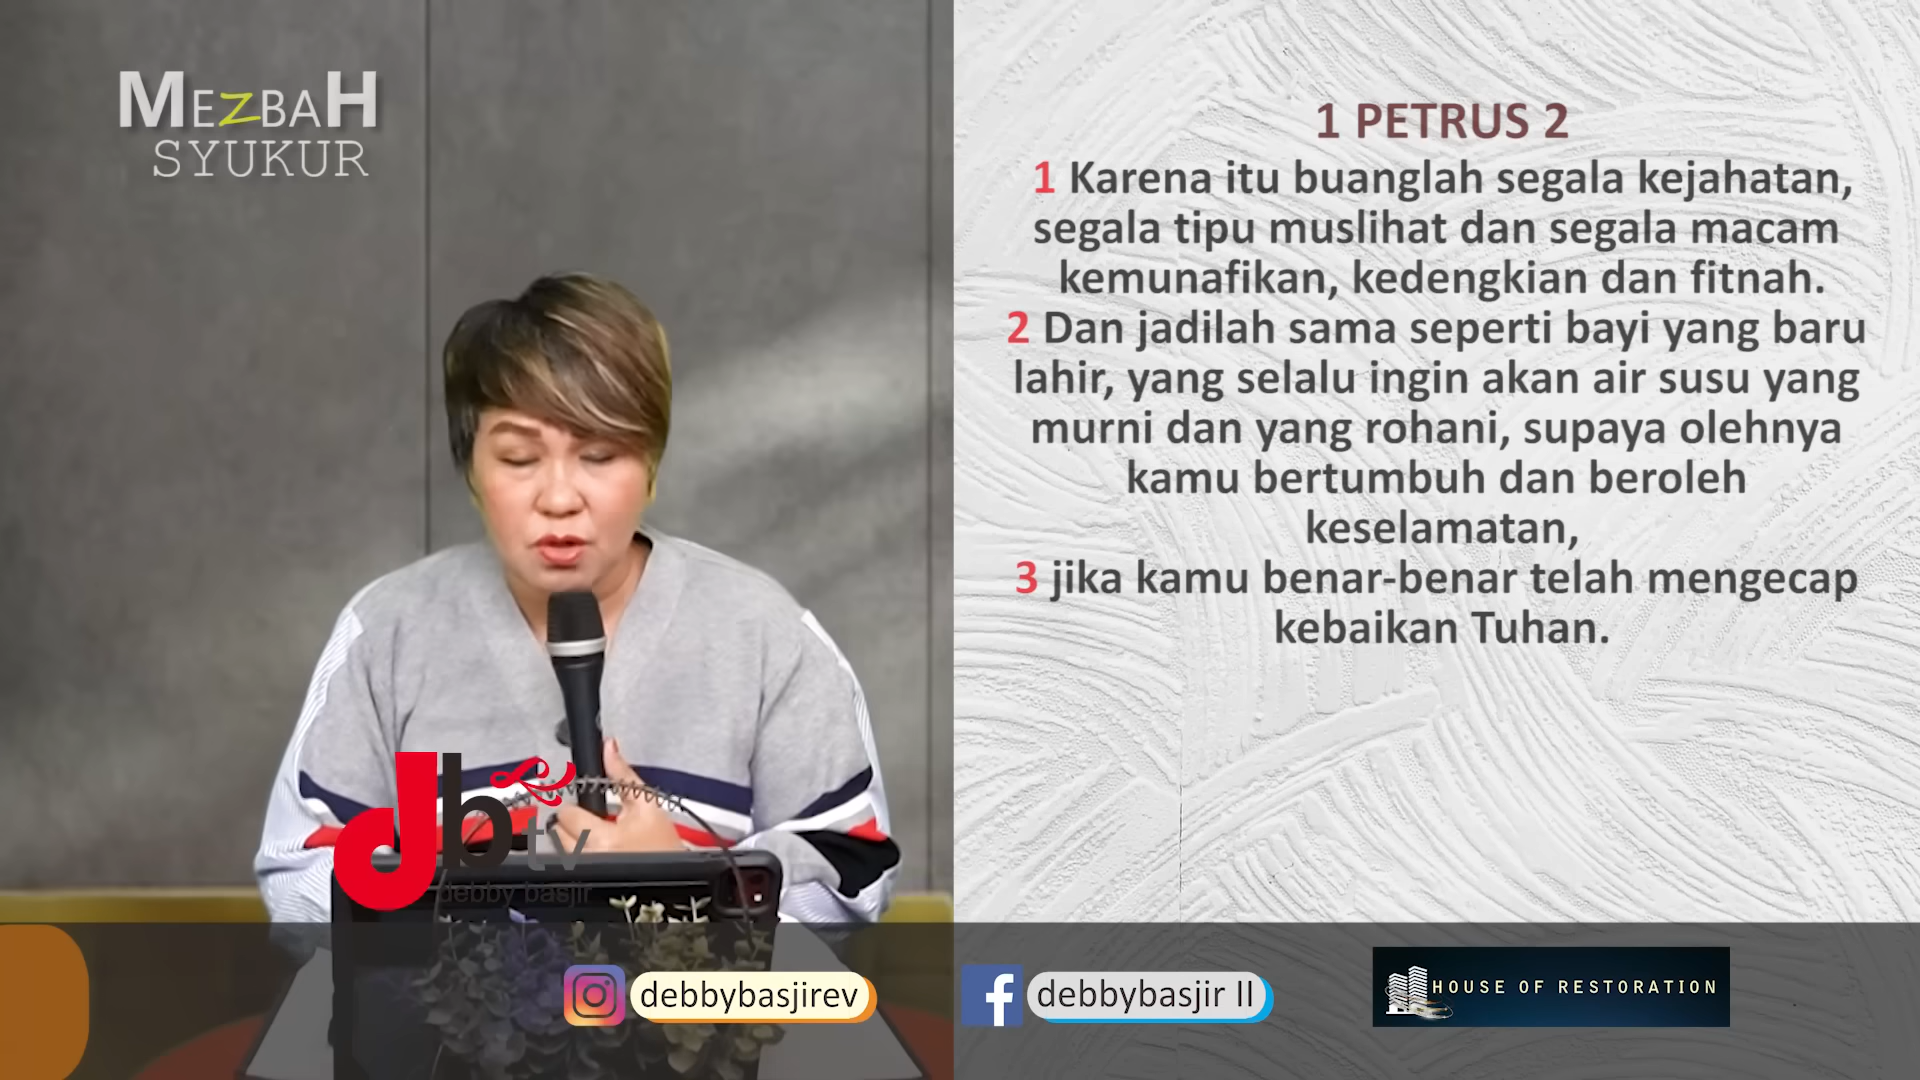 MEZBAH
SYUKUR
1 PETRUS 2
1 Karena itu buanglah segala kejahatan,
segala tipu muslihat dan segala macam
kemunafikan, kedengkian dan fitnah.
2 Dan jadilah sama seperti bayi yang baru
lahir, yang selalu ingin akan air susu yang
murni dan yang rohani, supaya olehnya
kamu bertumbuh dan beroleh
keselamatan,
3 jika kamu benar-benar telah mengecap
kebaikan Tuhan.
db tv
debby basjir
debbybasjirev
debbybasjir II
HOUSE OF RESTORATION